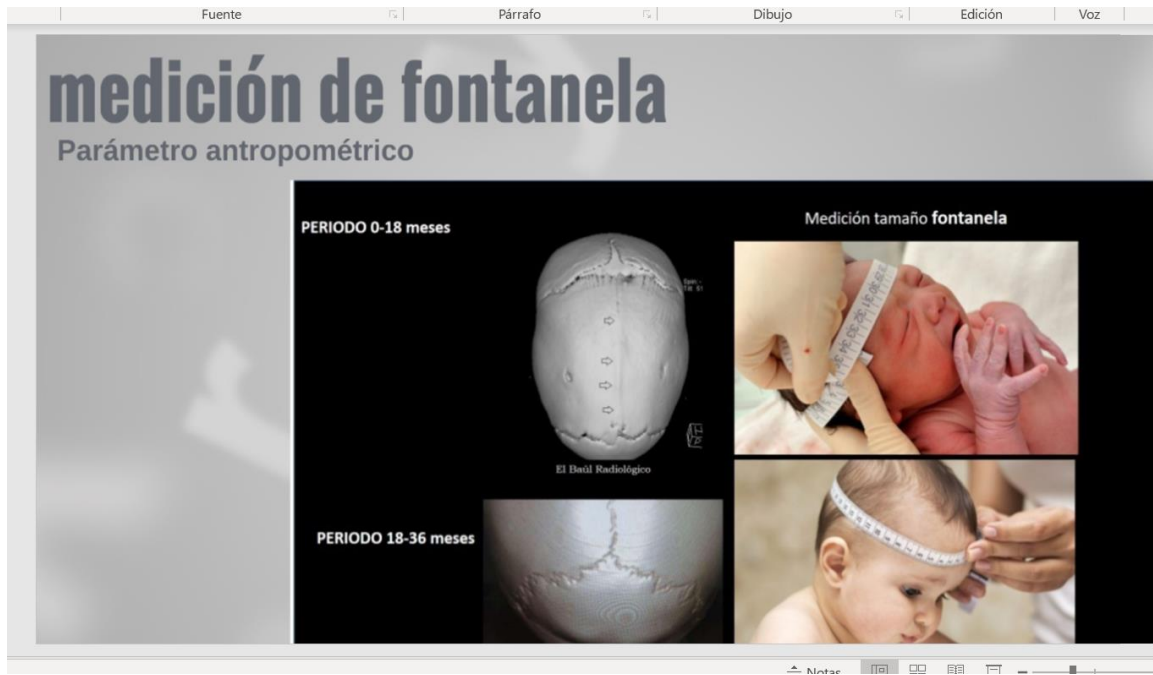 Fuente
Párrafo
Dibujo
Edición
Voz
medición de fontanela
Parámetro antropométrico
PERIODO 0-18 meses
Medición tamaño fontanela
El Baúl Radiológico
PERIODO 18-36 meses
Notas